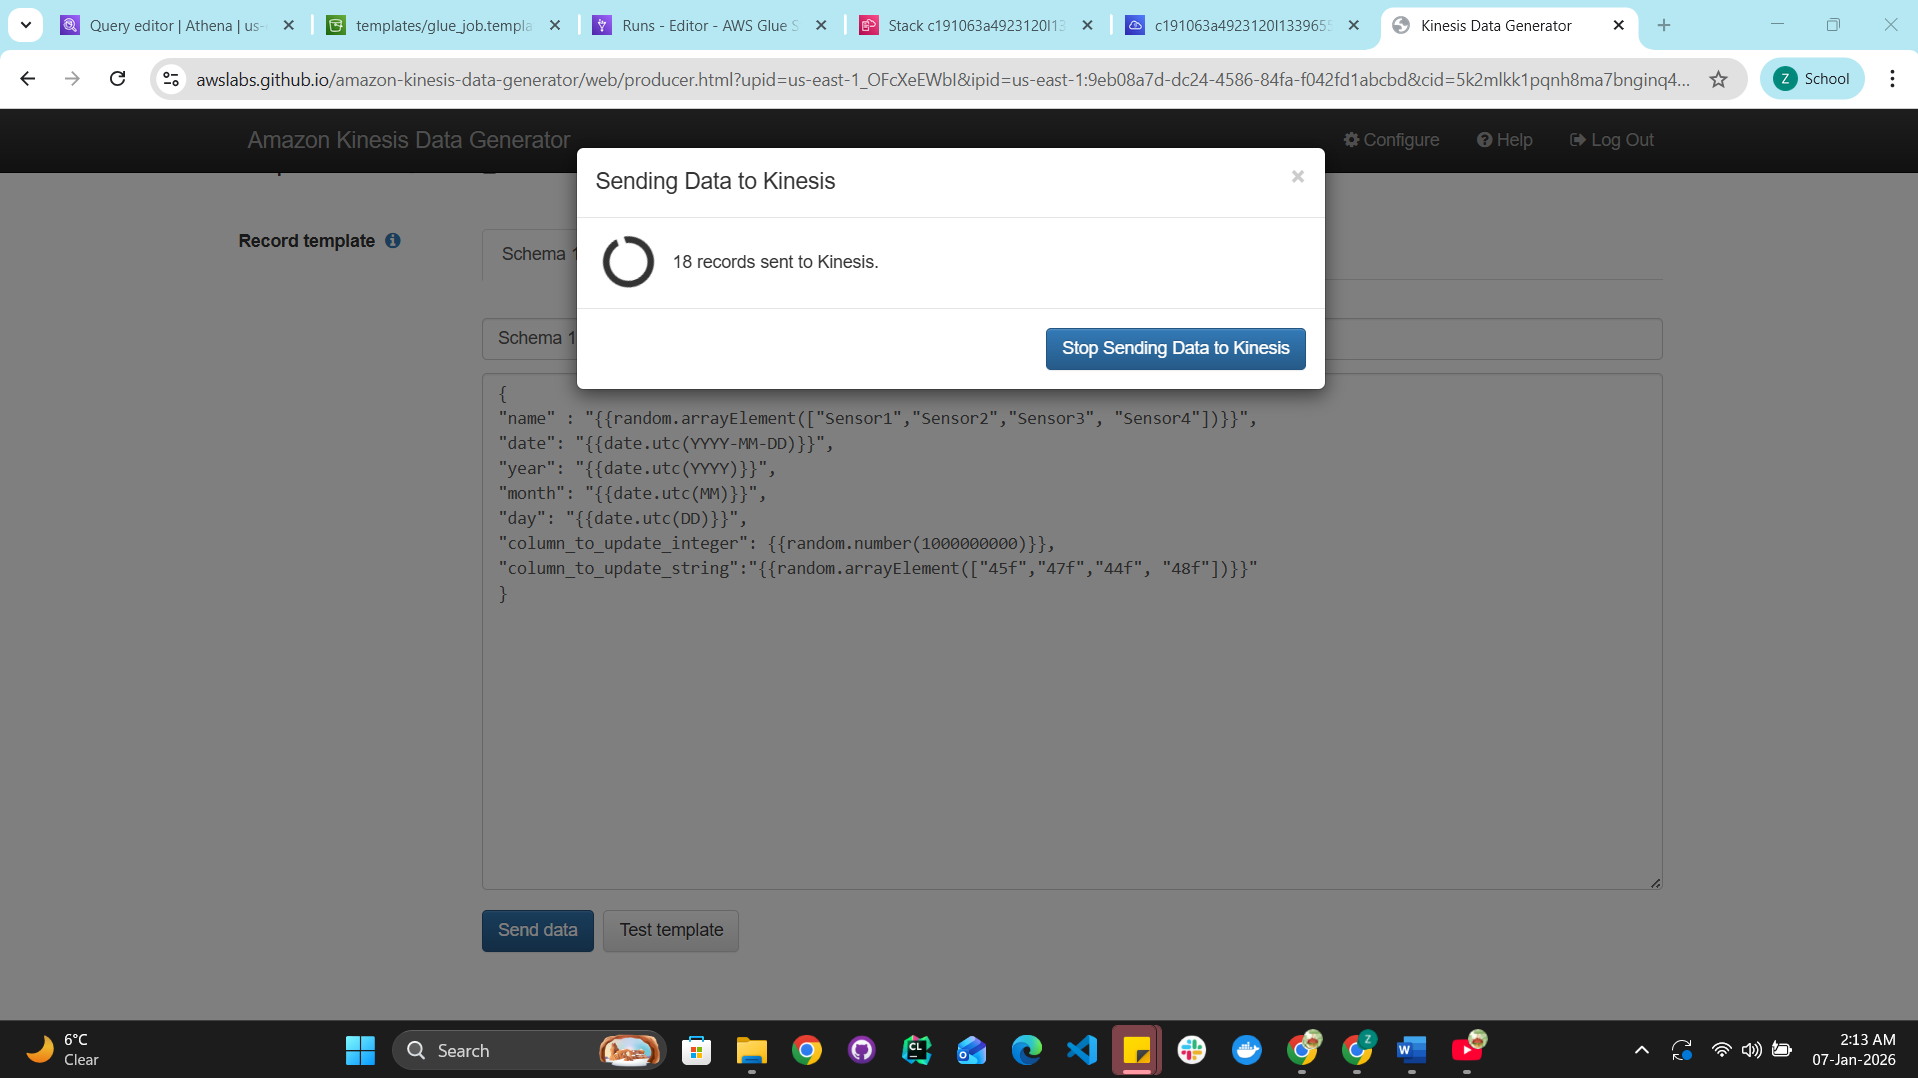 Query editor | Athena | us-e
templates/glue_job.templa
Runs - Editor - AWS Glue S
Stack c191063a4923120l13
c191063a4923120l1339655
Kinesis Data Generator
awslabs.github.io/amazon-kinesis-data-generator/web/producer.html?upid=us-east-1_OFcXeEWbI&ipid=us-east-1:9eb08a7d-dc24-4586-84fa-f042fd1abcbd&cid=5k2mlkk1pqnh8ma7bnginq4...
Z School
Amazon Kinesis Data Generator
Configure
Help
Log Out
Sending Data to Kinesis
18 records sent to Kinesis.
Stop Sending Data to Kinesis
Record template
Schema 1
Schema 1
{
"name" : "{{random.arrayElement(["Sensor1","Sensor2","Sensor3", "Sensor4"])}}",
"date": "{{date.utc(YYYY-MM-DD)}}",
"year": "{{date.utc(YYYY)}}",
"month": "{{date.utc(MM)}}",
"day": "{{date.utc(DD)}}",
"column_to_update_integer": {{random.number(1000000000)}},
"column_to_update_string":"{{random.arrayElement(["45f","47f","44f", "48f"])}}"
}
Send data
Test template
6°C
Clear
Search
2:13 AM
07-Jan-2026